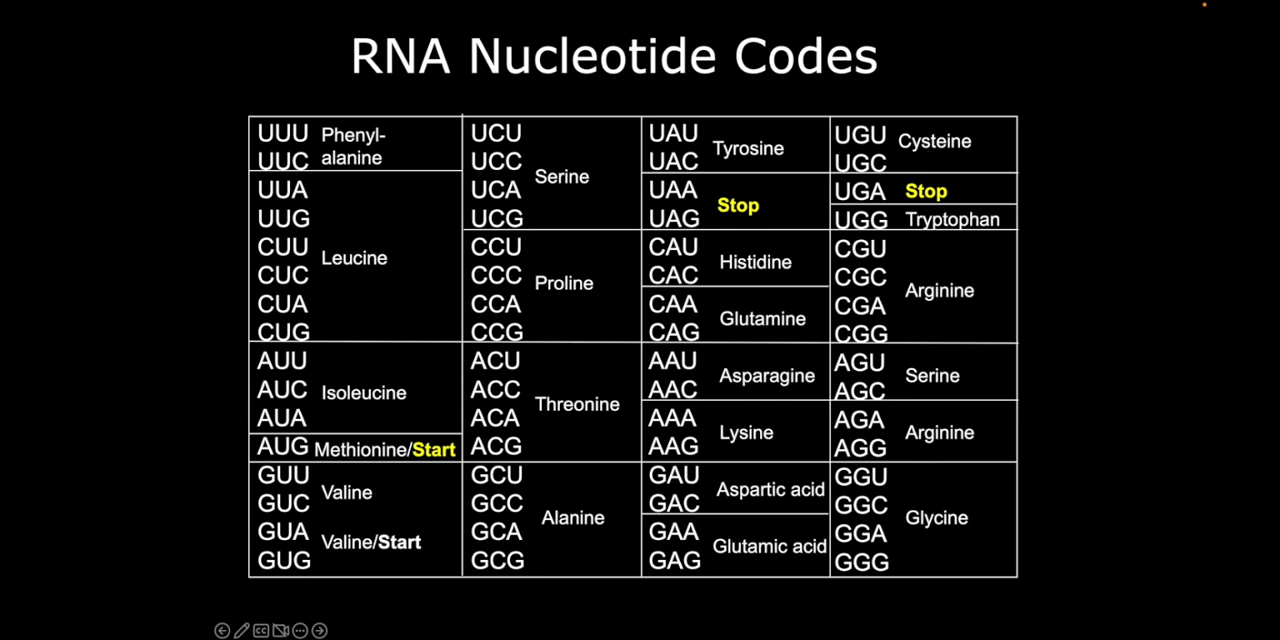 RNA Nucleotide Codes
UUU Phenyl-
UUC alanine
UUA
UUG
CUU Leucine
CUC
CUA
CUG
AUU
AUC Isoleucine
AUA
AUG Methionine/Start
GUU Valine
GUC
GUA Valine/Start
GUG
UCU
UCC Serine
UCA
UCG
CCU
CCC Proline
CCA
CCG
ACU
ACC Threonine
ACA
ACG
GCU
GCC Alanine
GCA
GCG
UAU Tyrosine
UAC
UAA Stop
UAG
CAU Histidine
CAC
CAA Glutamine
CAG
AAU Asparagine
AAC
AAA Lysine
AAG
GAU Aspartic acid
GAC
GAA Glutamic acid
GAG
UGU Cysteine
UGC
UGA Stop
UGG Tryptophan
CGU
CGC Arginine
CGA
CGG
AGU Serine
AGC
AGA Arginine
AGG
GGU
GGC Glycine
GGA
GGG
CC